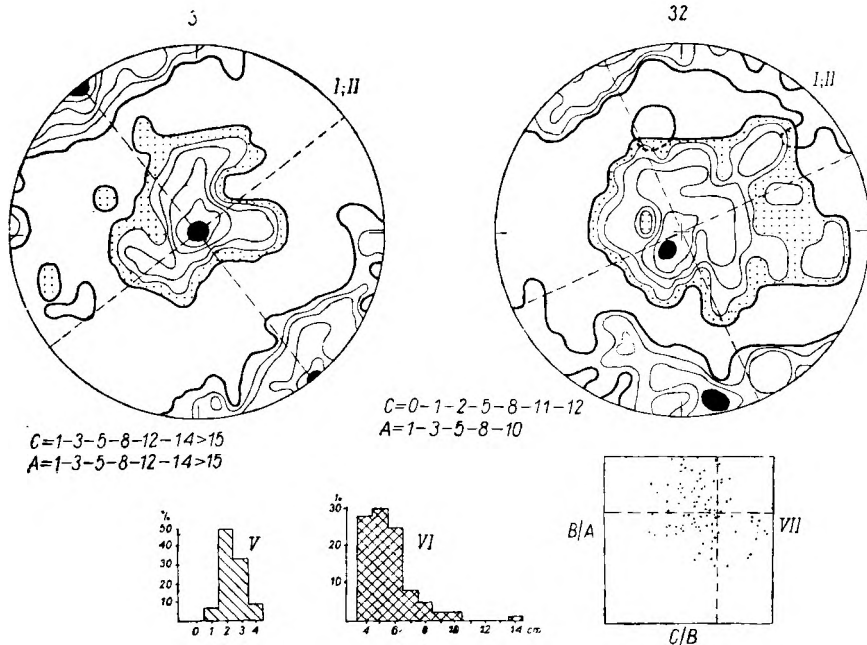 3
32
I;II
I;II
C=1-3-5-8-12-14>15
A=1-3-5-8-12-14>15
C=0-1-2-5-8-11-12
A=1-3-5-8-10
%
50
40
30
20
10
V
0 1 2 3 4
30
20
10
VI
4 6 8 10 12 14 cm
B/A
VII
C/B